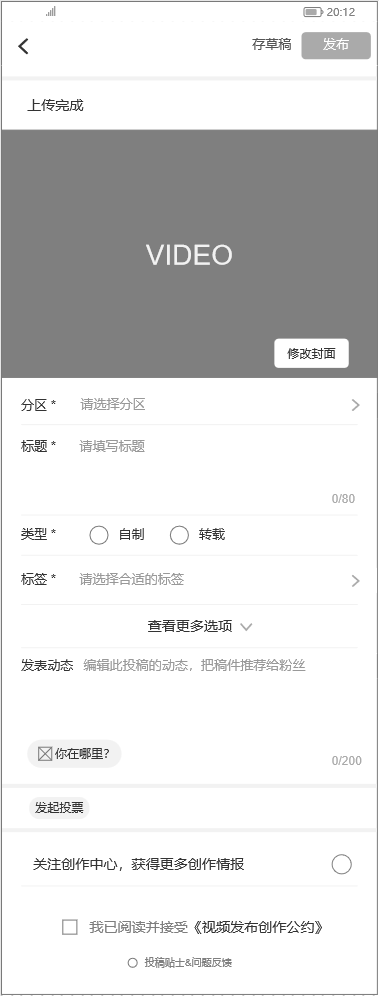 20:12
存草稿 发布
上传完成
VIDEO
修改封面
分区 * 请选择分区
标题 * 请填写标题
0/80
类型 * 自制 转载
标签 * 请选择合适的标签
查看更多选项
发表动态 编辑此投稿的动态，把稿件推荐给粉丝
你在哪里？
0/200
发起投票
关注创作中心，获得更多创作情报
我已阅读并接受《视频发布创作公约》
投稿贴士&问题反馈